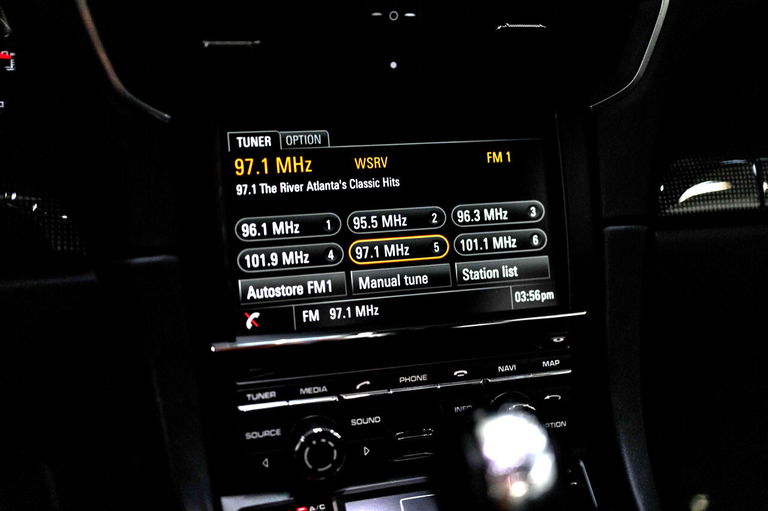 TUNER OPTION
97.1 MHz WSRV FM 1
97.1 The River Atlanta's Classic Hits
96.1 MHz 1 95.5 MHz 2 96.3 MHz 3
101.9 MHz 4 97.1 MHz 5 101.1 MHz 6
Autostore FM1 Manual tune Station list
FM 97.1 MHz 03:56pm
TUNER MEDIA PHONE NAVI MAP
SOURCE SOUND INFO
A/C